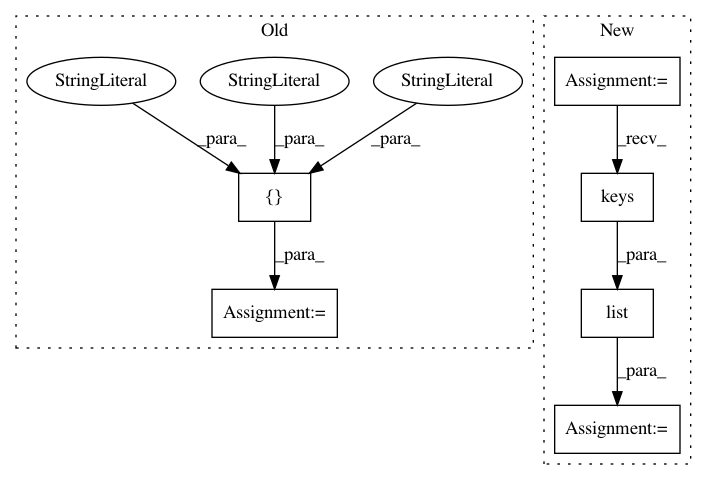 Old
New
StringLiteral
StringLiteral
StringLiteral
Assignment:=
_para_
_para_
_para_
_recv_
{}
keys
_para_
_para_
Assignment:=
list
_para_
Assignment:=